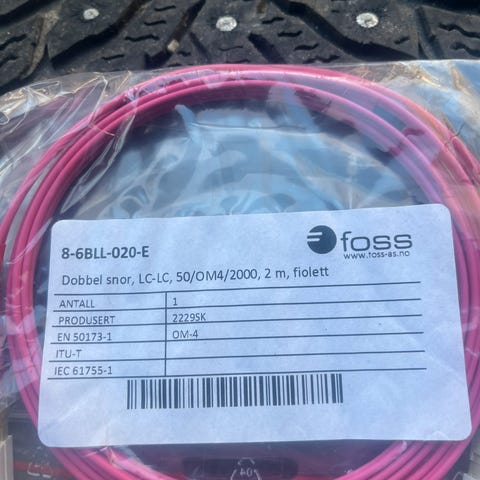 8-6BLL-020-E
foss
www.foss-as.no
Dobbel snor, LC-LC, 50/OM4/2000, 2 m, fiolett
ANTALL 1
PRODUSERT 2229SK
EN 50173-1 OM-4
ITU-T
IEC 61755-1
04